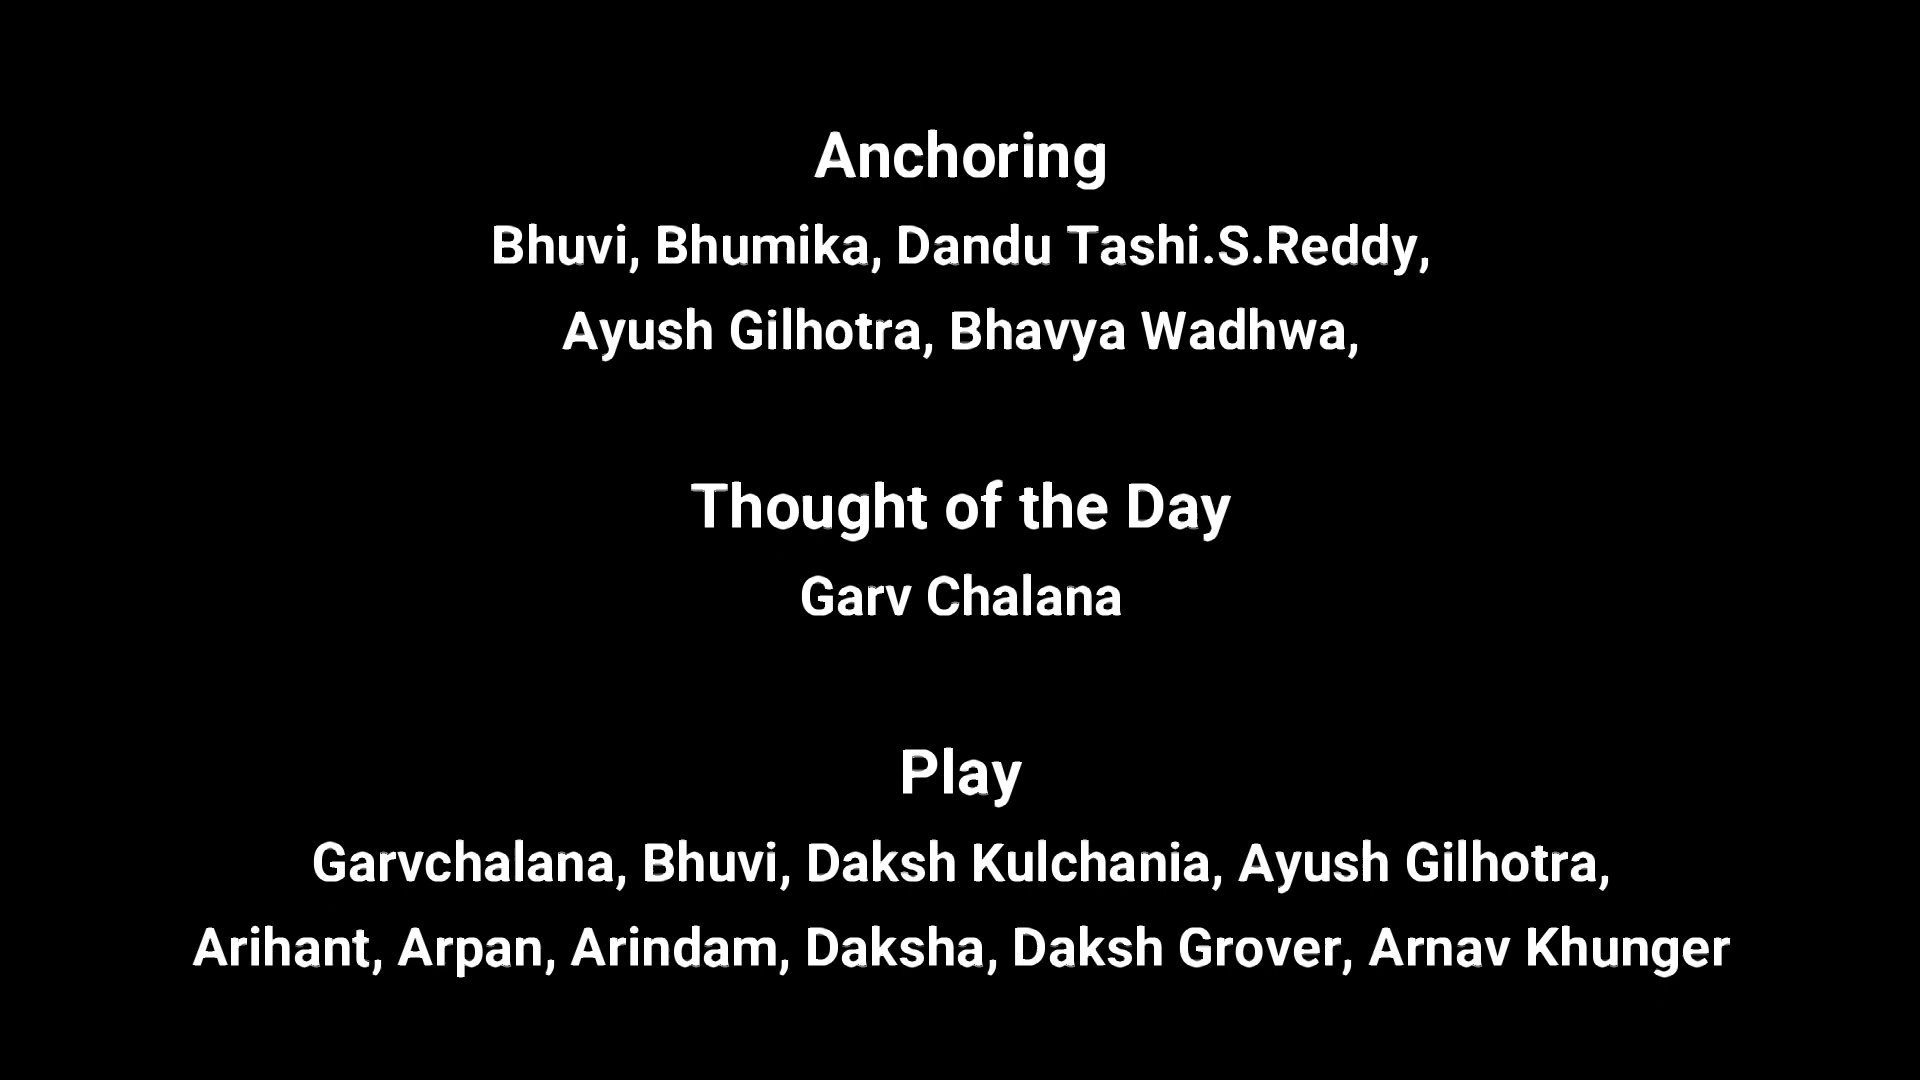 Anchoring
Bhuvi, Bhumika, Dandu Tashi.S.Reddy,
Ayush Gilhotra, Bhavya Wadhwa,
Thought of the Day
Garv Chalana
Play
Garvchalana, Bhuvi, Daksh Kulchania, Ayush Gilhotra,
Arihant, Arpan, Arindam, Daksha, Daksh Grover, Arnav Khunger